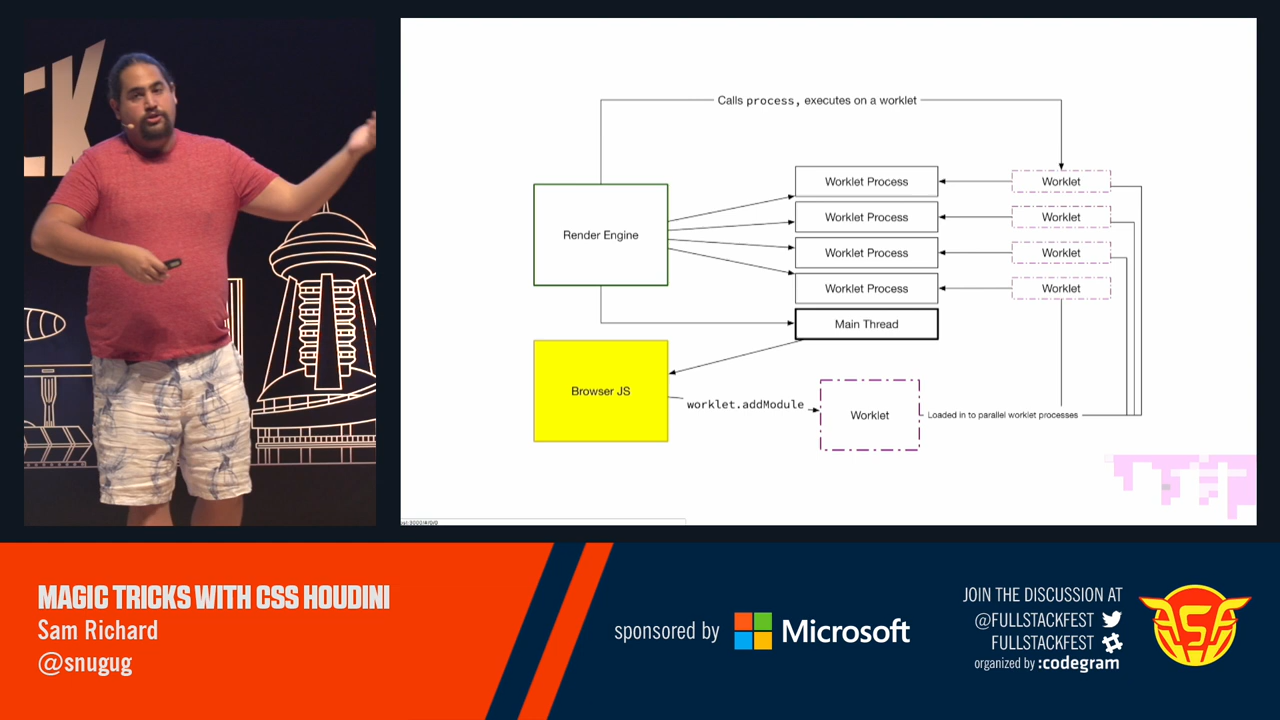 CK
Calls process, executes on a worklet
Render Engine
Worklet Process
Worklet Process
Worklet Process
Worklet Process
Main Thread
Worklet
Worklet
Worklet
Worklet
Browser JS
worklet.addModule
Worklet
Loaded in to parallel worklet processes
MAGIC TRICKS WITH CSS HOUDINI
Sam Richard
@snugug
sponsored by Microsoft
JOIN THE DISCUSSION AT
@FULLSTACKFEST
FULLSTACKFEST
organized by :codegram
FSF